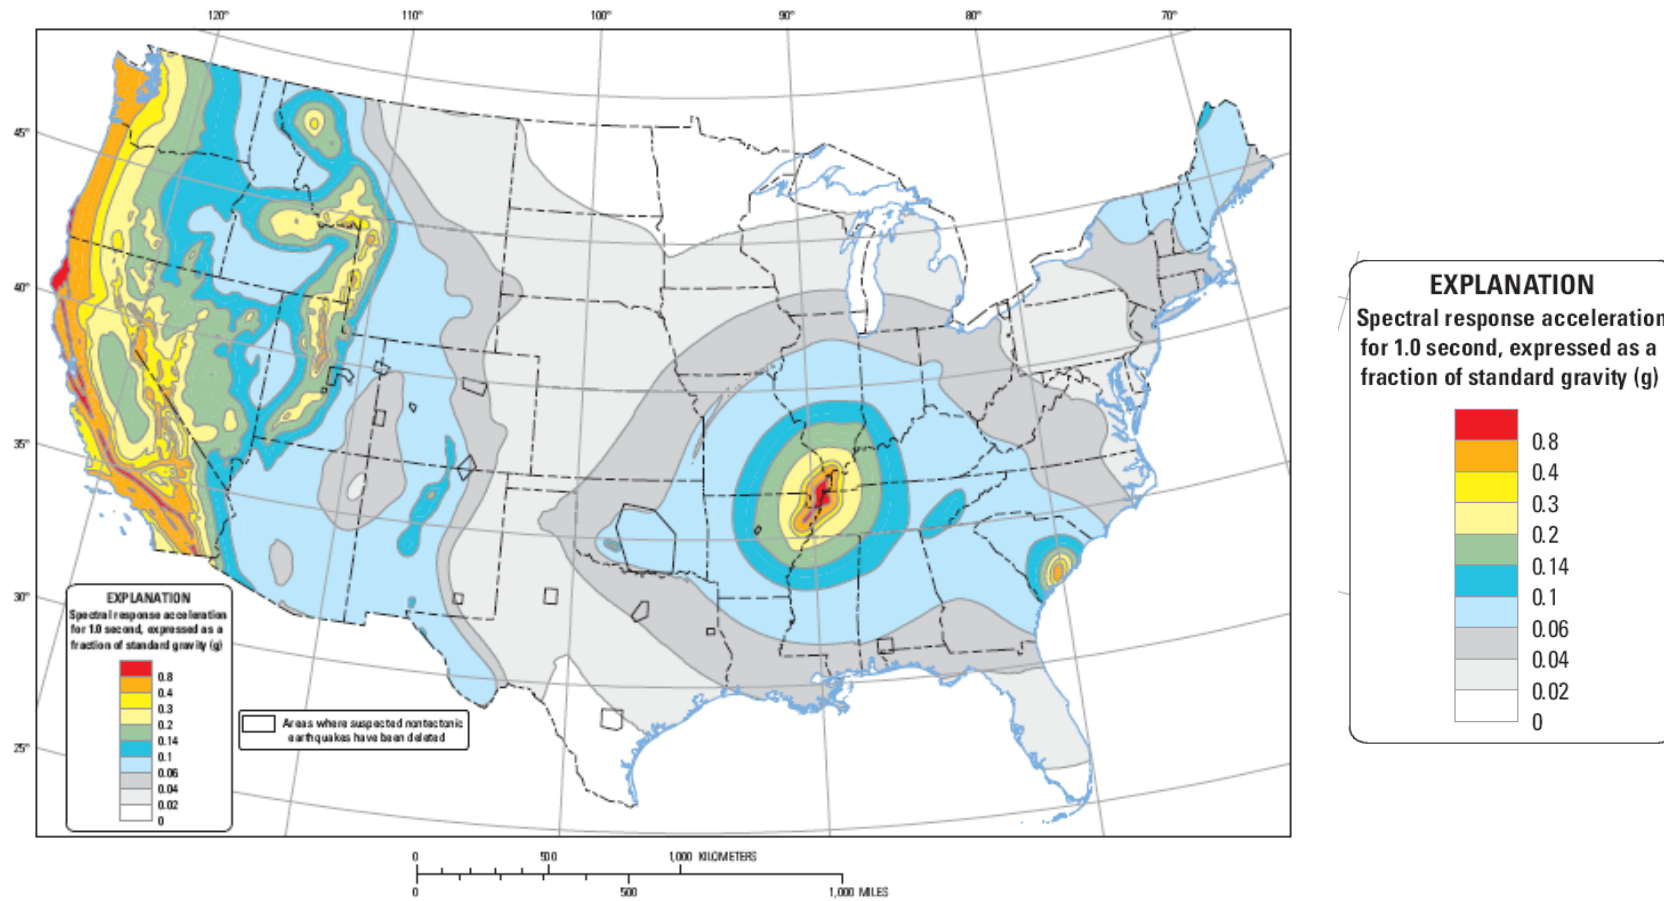 120°
110°
100°
90°
80°
70°
45°
40°
35°
30°
25°
EXPLANATION
Spectral response acceleration
for 1.0 second, expressed as a
fraction of standard gravity (g)
0.8
0.4
0.3
0.2
0.14
0.1
0.06
0.04
0.02
0
Areas where suspected nontectonic
earthquakes have been deleted
0 500 1,000 KILOMETERS
0 500 1,000 MILES
EXPLANATION
Spectral response acceleration
for 1.0 second, expressed as a
fraction of standard gravity (g)
0.8
0.4
0.3
0.2
0.14
0.1
0.06
0.04
0.02
0